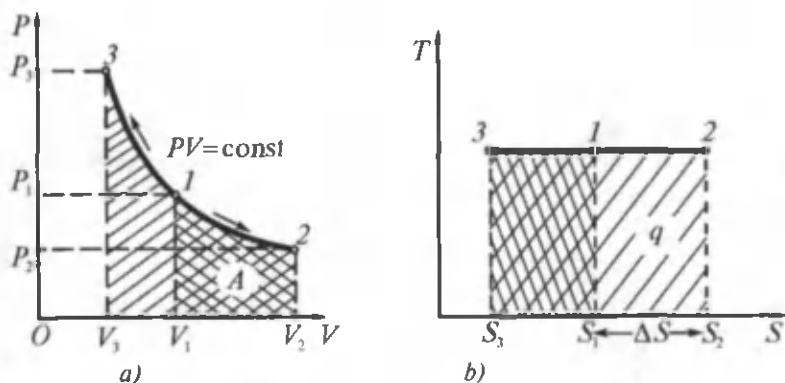 P
P₃
P₁
P₂
3
1
2
PV=const
A
O
V₃
V₁
V₂
V
a)
T
3
1
2
q
S₃
S₁
ΔS
S₂
S
b)